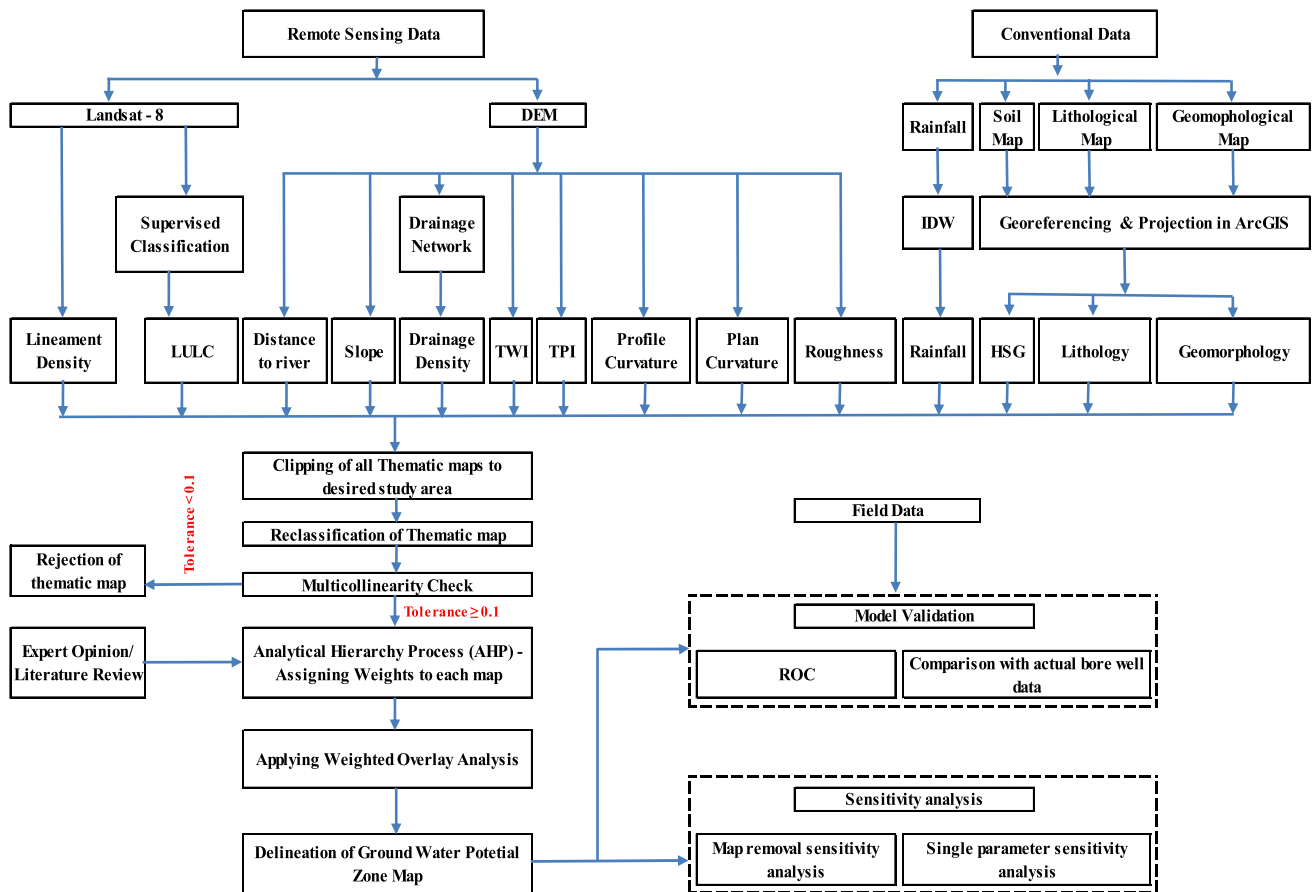 Remote Sensing Data
Conventional Data
Landsat - 8
DEM
Rainfall
Soil
Map
Lithological
Map
Geomophological
Map
Supervised
Classification
Drainage
Network
IDW
Georeferencing & Projection in ArcGIS
Lineament
Density
LULC
Distance
to river
Slope
Drainage
Density
TWI
TPI
Profile
Curvature
Plan
Curvature
Roughness
Rainfall
HSG
Lithology
Geomorphology
Clipping of all Thematic maps to
desired study area
Tolerance < 0.1
Field Data
Reclassification of Thematic map
Rejection of
thematic map
Multicollinearity Check
Tolerance ≥ 0.1
Model Validation
Expert Opinion/
Literature Review
Analytical Hierarchy Process (AHP) -
Assigning Weights to each map
ROC
Comparison with actual bore well
data
Applying Weighted Overlay Analysis
Sensitivity analysis
Delineation of Ground Water Potetial
Zone Map
Map removal sensitivity
analysis
Single parameter sensitivity
analysis